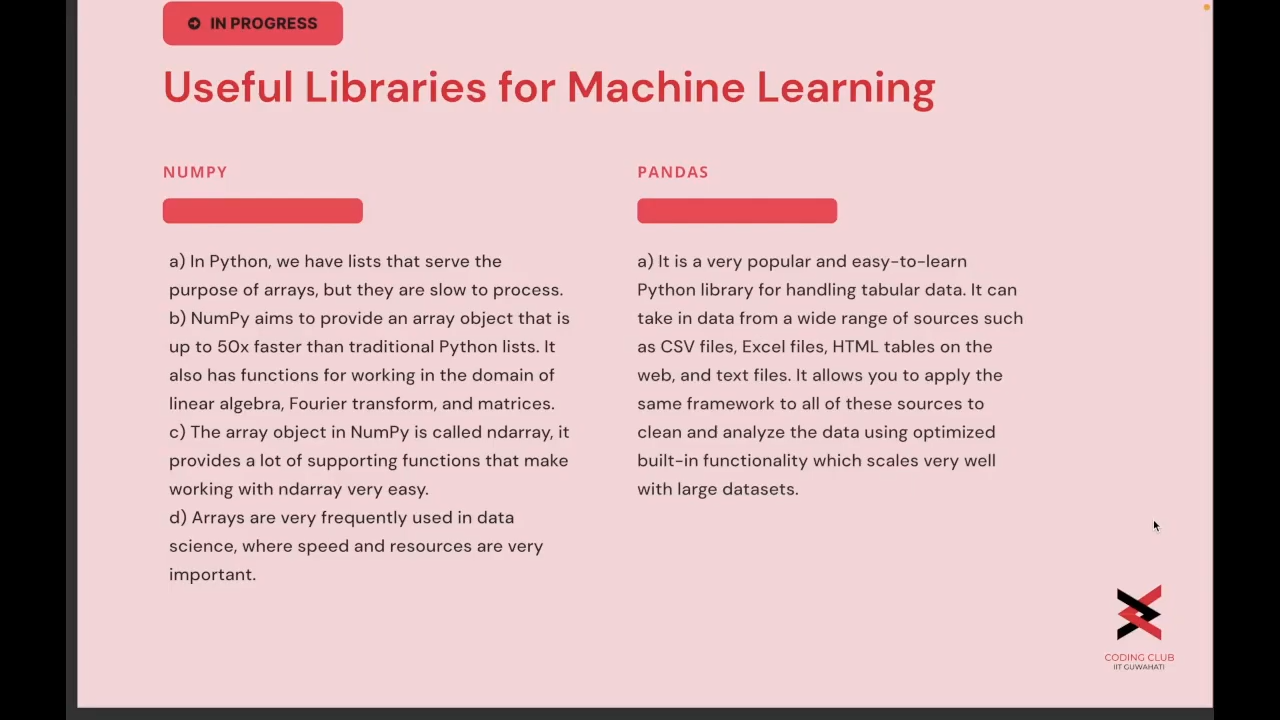 IN PROGRESS
Useful Libraries for Machine Learning
NUMPY
a) In Python, we have lists that serve the
purpose of arrays, but they are slow to process.
b) NumPy aims to provide an array object that is
up to 50x faster than traditional Python lists. It
also has functions for working in the domain of
linear algebra, Fourier transform, and matrices.
c) The array object in NumPy is called ndarray, it
provides a lot of supporting functions that make
working with ndarray very easy.
d) Arrays are very frequently used in data
science, where speed and resources are very
important.
PANDAS
a) It is a very popular and easy-to-learn
Python library for handling tabular data. It can
take in data from a wide range of sources such
as CSV files, Excel files, HTML tables on the
web, and text files. It allows you to apply the
same framework to all of these sources to
clean and analyze the data using optimized
built-in functionality which scales very well
with large datasets.
CODING CLUB
IIT GUWAHATI